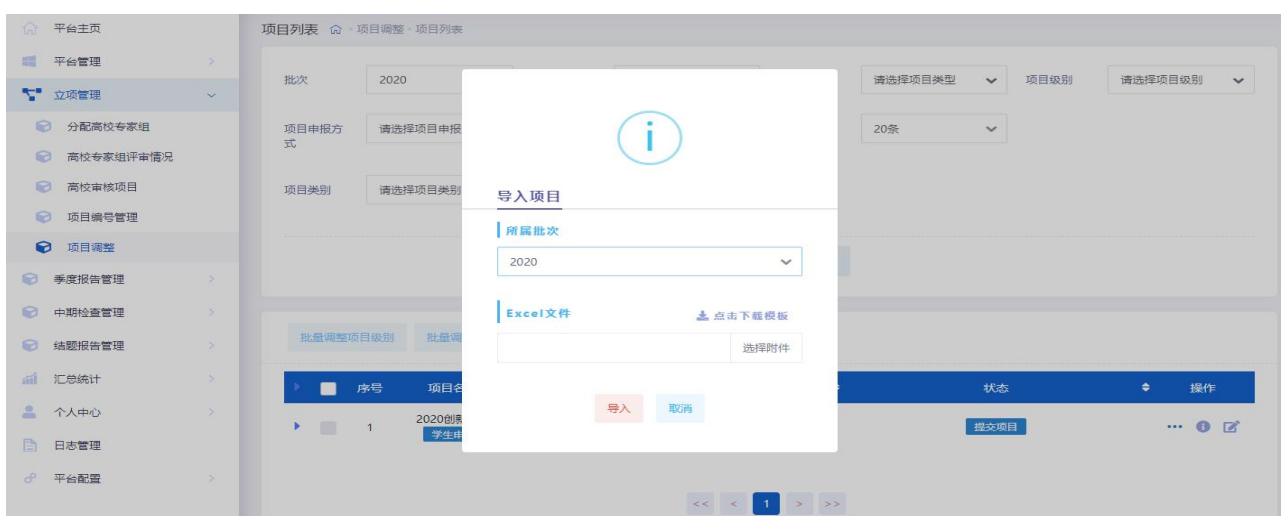 平台主页
平台管理
立项管理
分配高校专家组
高校专家组评审情况
高校审核项目
项目编号管理
项目调整
季度报告管理
中期检查管理
结题报告管理
汇总统计
个人中心
日志管理
平台配置
项目列表 项目调整 - 项目列表
批次 2020 请选择项目类型 项目级别 请选择项目级别
项目申报方式 请选择项目申报 20条
项目类别 请选择项目类别
导入项目
所属批次
2020
Excel文件 点击下载模板
选择附件
导入 取消
批量调整项目级别 批量调
序号 项目名 状态 操作
1 2020创新 提交项目
学生申
<< < 1 > >>